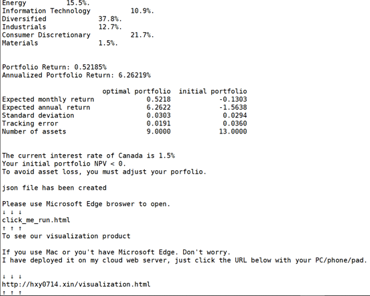 Energy 15.5%.
Information Technology 10.9%.
Diversified 37.8%.
Industrials 12.7%.
Consumer Discretionary 21.7%.
Materials 1.5%.
Portfolio Return: 0.52185%
Annualized Portfolio Return: 6.26219%
optimal portfolio initial portfolio
Expected monthly return 0.5218 -0.1303
Expected annual return 6.2622 -1.5638
Standard deviation 0.0303 0.0294
Tracking error 0.0191 0.0360
Number of assets 9.0000 13.0000
The current interest rate of Canada is 1.5%
Your initial portfolio NPV < 0.
To avoid asset loss, you must adjust your porfolio.
json file has been created
Please use Microsoft Edge broswer to open.
↓ ↓ ↓
click_me_run.html
↑ ↑ ↑
To see our visualization product
If you use Mac or you't have Microsoft Edge. Don't worry.
I have deployed it on my cloud web server, just click the URL below with your PC/phone/pad.
↓ ↓ ↓
http://hxy0714.xin/visualization.html
↑ ↑ ↑